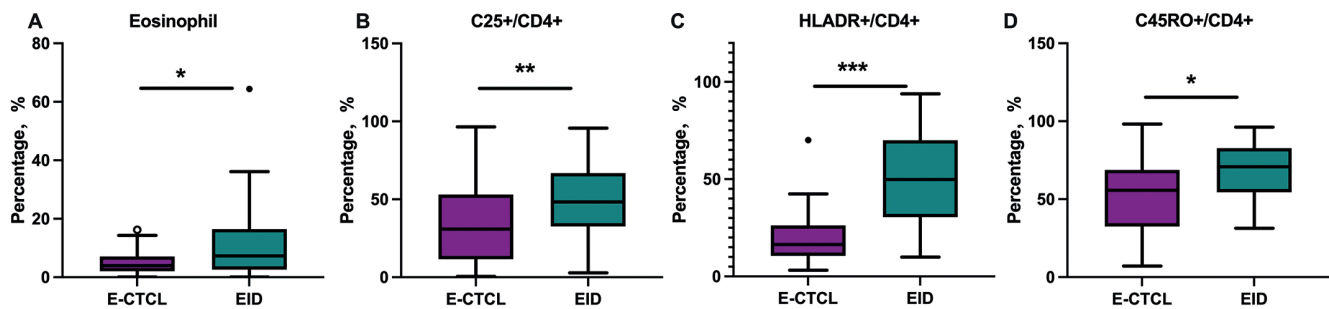 A Eosinophil
Percentage, %
80
60
40
20
0
*
E-CTCL EID
B C25+/CD4+
Percentage, %
150
100
50
0
**
E-CTCL EID
C HLADR+/CD4+
Percentage, %
100
50
0
***
E-CTCL EID
D C45RO+/CD4+
Percentage, %
150
100
50
0
*
E-CTCL EID